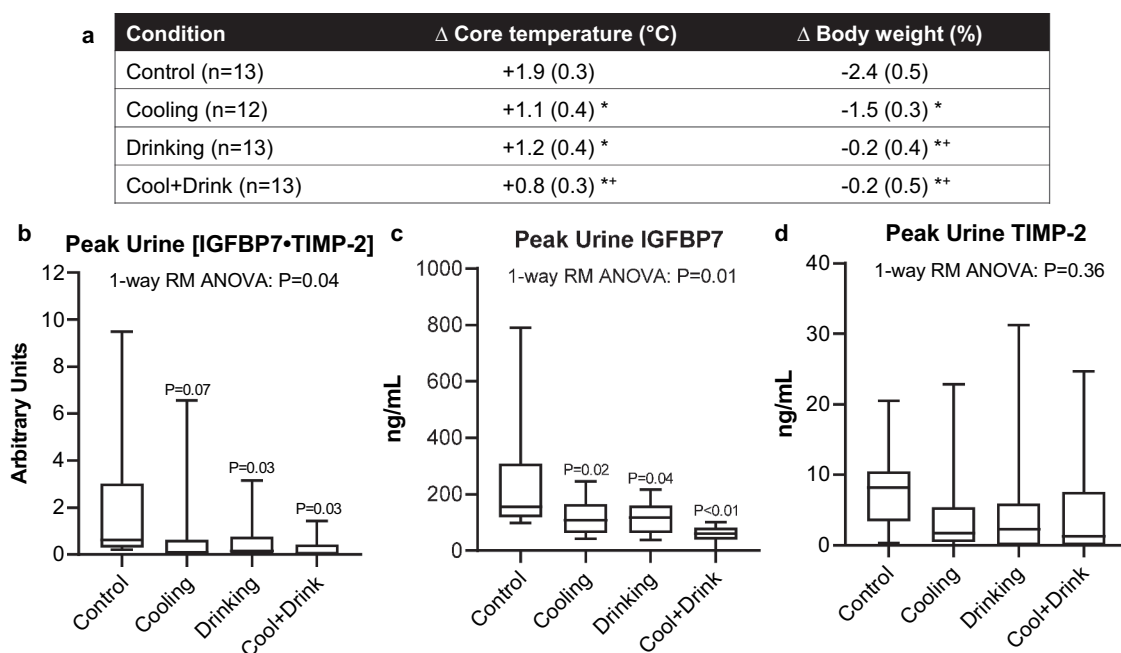 a
Condition Δ Core temperature (°C) Δ Body weight (%)
Control (n=13) +1.9 (0.3) -2.4 (0.5)
Cooling (n=12) +1.1 (0.4) * -1.5 (0.3) *
Drinking (n=13) +1.2 (0.4) * -0.2 (0.4) *+
Cool+Drink (n=13) +0.8 (0.3) *+ -0.2 (0.5) *+
b
Peak Urine [IGFBP7•TIMP-2]
1-way RM ANOVA: P=0.04
Arbitrary Units
12
10
8
6
4
2
0
P=0.07
P=0.03
P=0.03
Control
Cooling
Drinking
Cool+Drink
c
Peak Urine IGFBP7
1-way RM ANOVA: P=0.01
ng/mL
1000
800
600
400
200
0
P=0.02
P=0.04
P<0.01
Control
Cooling
Drinking
Cool+Drink
d
Peak Urine TIMP-2
1-way RM ANOVA: P=0.36
ng/mL
40
30
20
10
0
Control
Cooling
Drinking
Cool+Drink